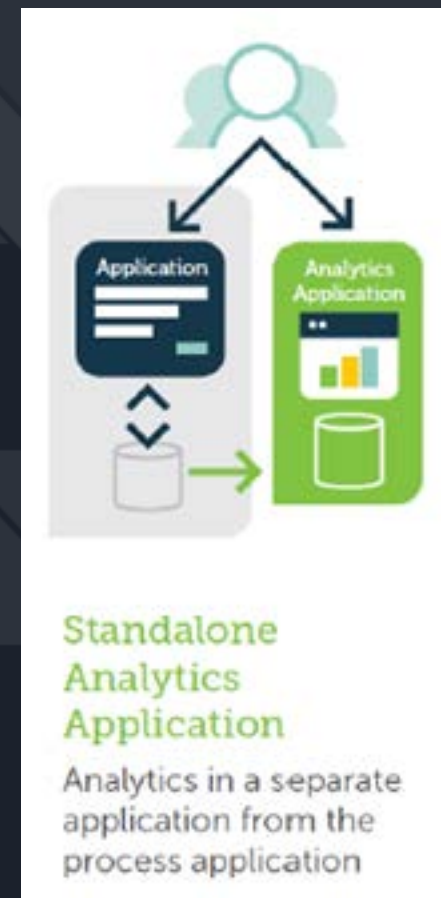 Application
Analytics
Application
Standalone
Analytics
Application
Analytics in a separate
application from the
process application